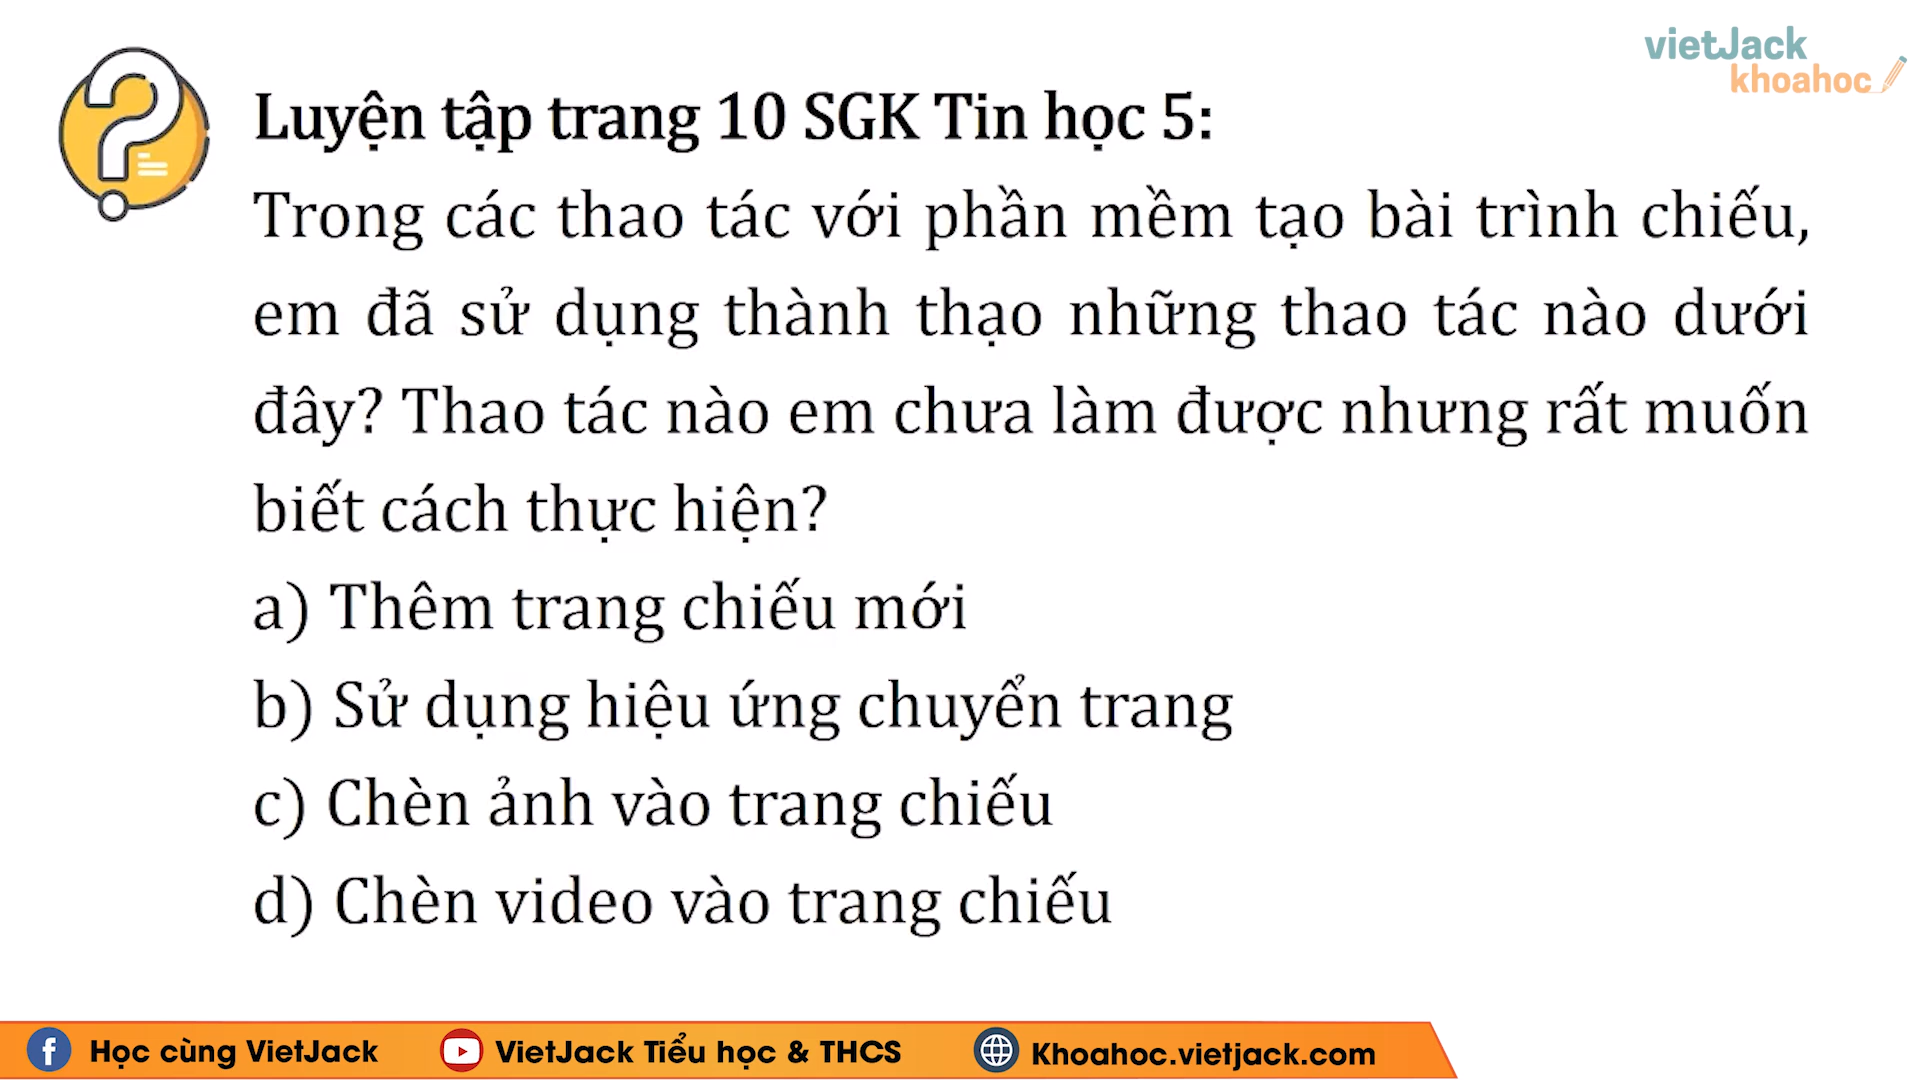 vietJack
khoahoc
Luyện tập trang 10 SGK Tin học 5:
Trong các thao tác với phần mềm tạo bài trình chiếu,
em đã sử dụng thành thạo những thao tác nào dưới
đây? Thao tác nào em chưa làm được nhưng rất muốn
biết cách thực hiện?
a) Thêm trang chiếu mới
b) Sử dụng hiệu ứng chuyển trang
c) Chèn ảnh vào trang chiếu
d) Chèn video vào trang chiếu
Học cùng VietJack
VietJack Tiểu học & THCS
Khoahoc.vietjack.com